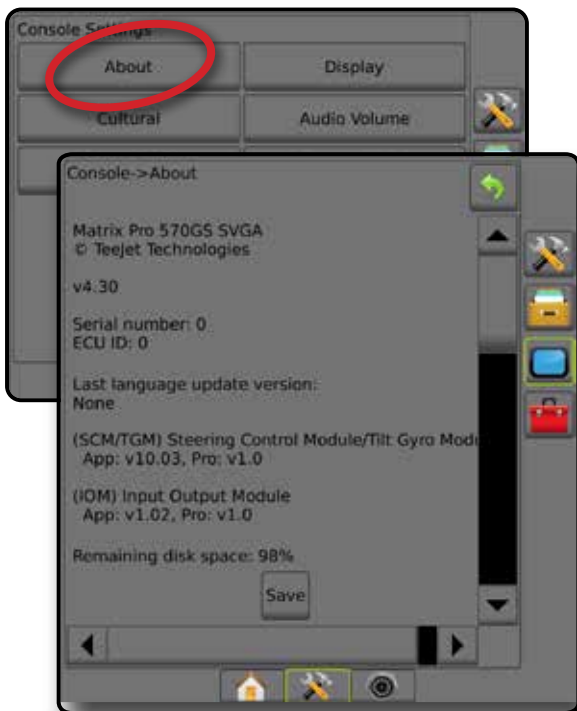 Console Settings
About
Display
Cultural
Audio Volume
Console->About
Matrix Pro 570GS SVGA
© TeeJet Technologies
v4.30
Serial number: 0
ECU ID: 0
Last language update version:
None
(SCM/TGM) Steering Control Module/Tilt Gyro Modu
App: v10.03, Pro: v1.0
(IOM) Input Output Module
App: v1.02, Pro: v1.0
Remaining disk space: 98%
Save